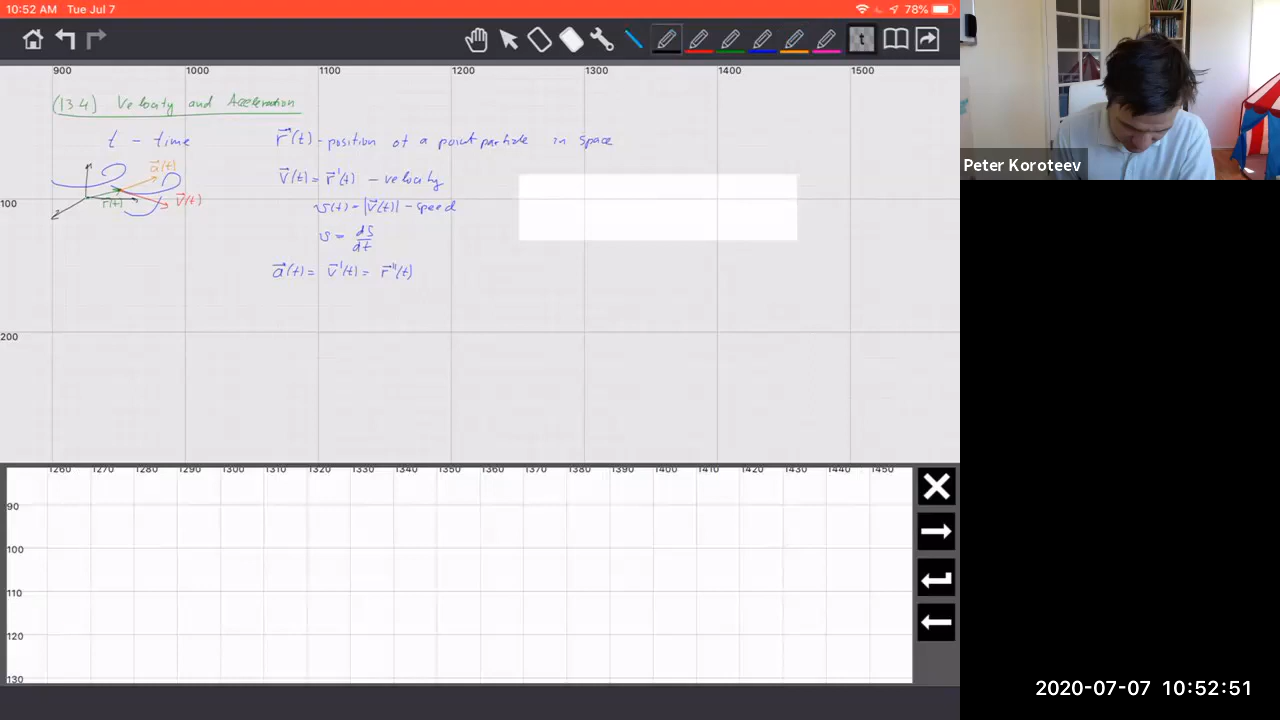 10:52 AM Tue Jul 7
78%
t
900 1000 1100 1200 1300 1400 1500
(13.4) Velocity and Acceleration
t - time
r⃗(t) - position of a point particle in space
a⃗(t)
v⃗(t)
r⃗(t)
v⃗(t) = r⃗'(t) - velocity
v(t) = |v⃗(t)| - speed
v = ds/dt
a⃗(t) = v⃗'(t) = r⃗''(t)
100
200
1260 1270 1280 1290 1300 1310 1320 1330 1340 1350 1360 1370 1380 1390 1400 1410 1420 1430 1440 1450
90
100
110
120
130
Peter Koroteev
2020-07-07 10:52:51